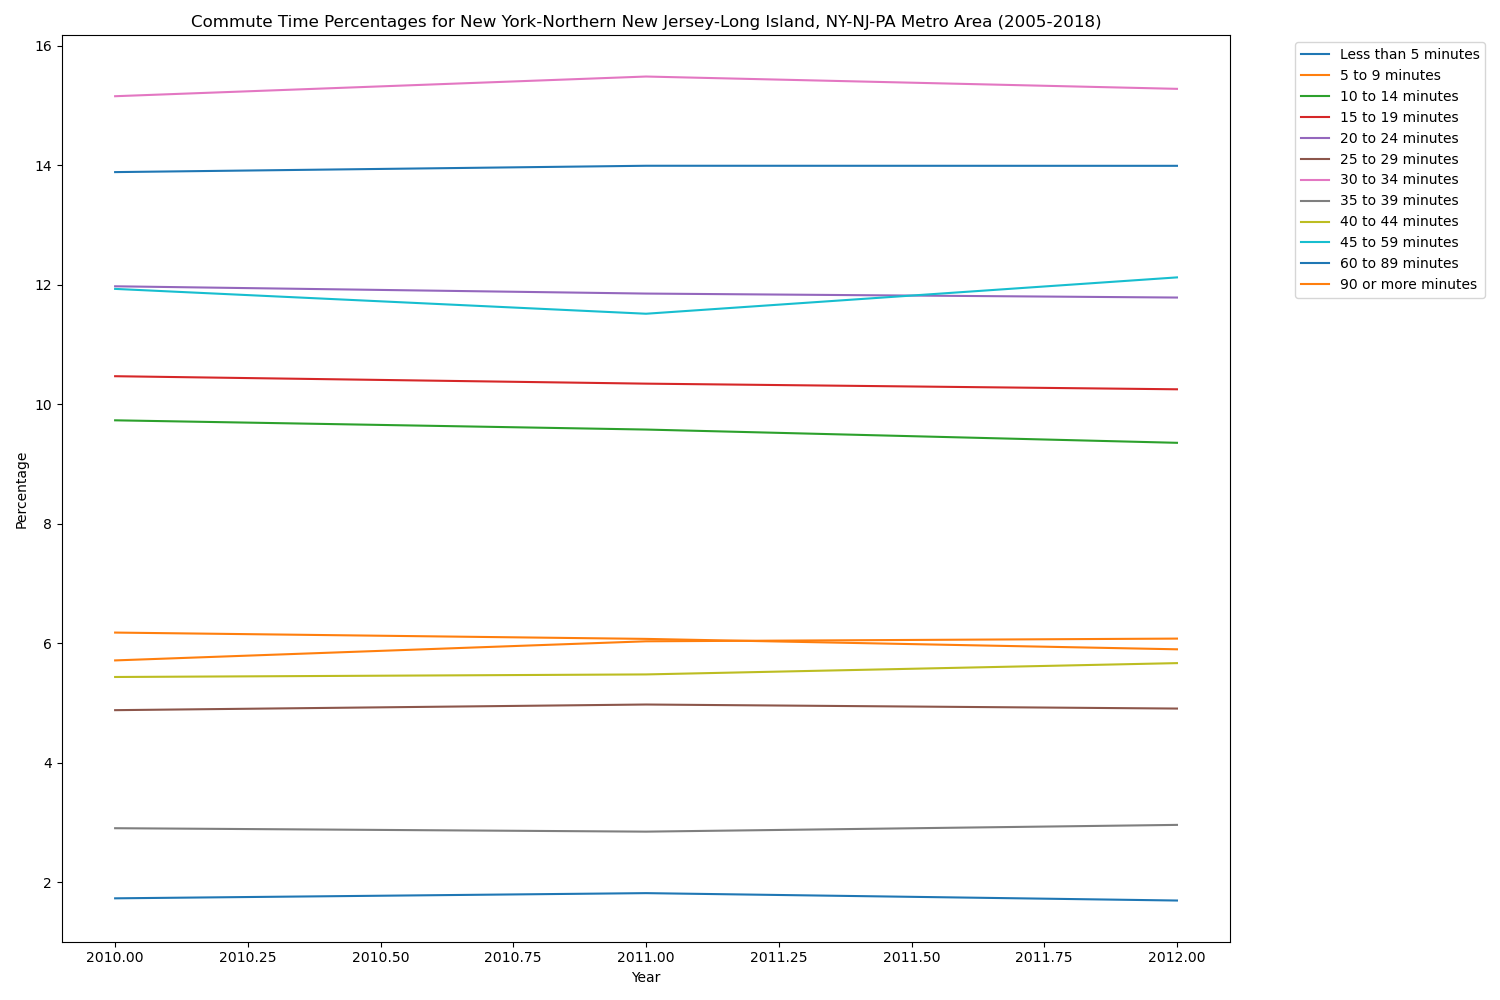 Commute Time Percentages for New York-Northern New Jersey-Long Island, NY-NJ-PA Metro Area (2005-2018)
16
14
12
10
8
6
4
2
Percentage
2010.00 2010.25 2010.50 2010.75 2011.00 2011.25 2011.50 2011.75 2012.00
Year
Less than 5 minutes
5 to 9 minutes
10 to 14 minutes
15 to 19 minutes
20 to 24 minutes
25 to 29 minutes
30 to 34 minutes
35 to 39 minutes
40 to 44 minutes
45 to 59 minutes
60 to 89 minutes
90 or more minutes